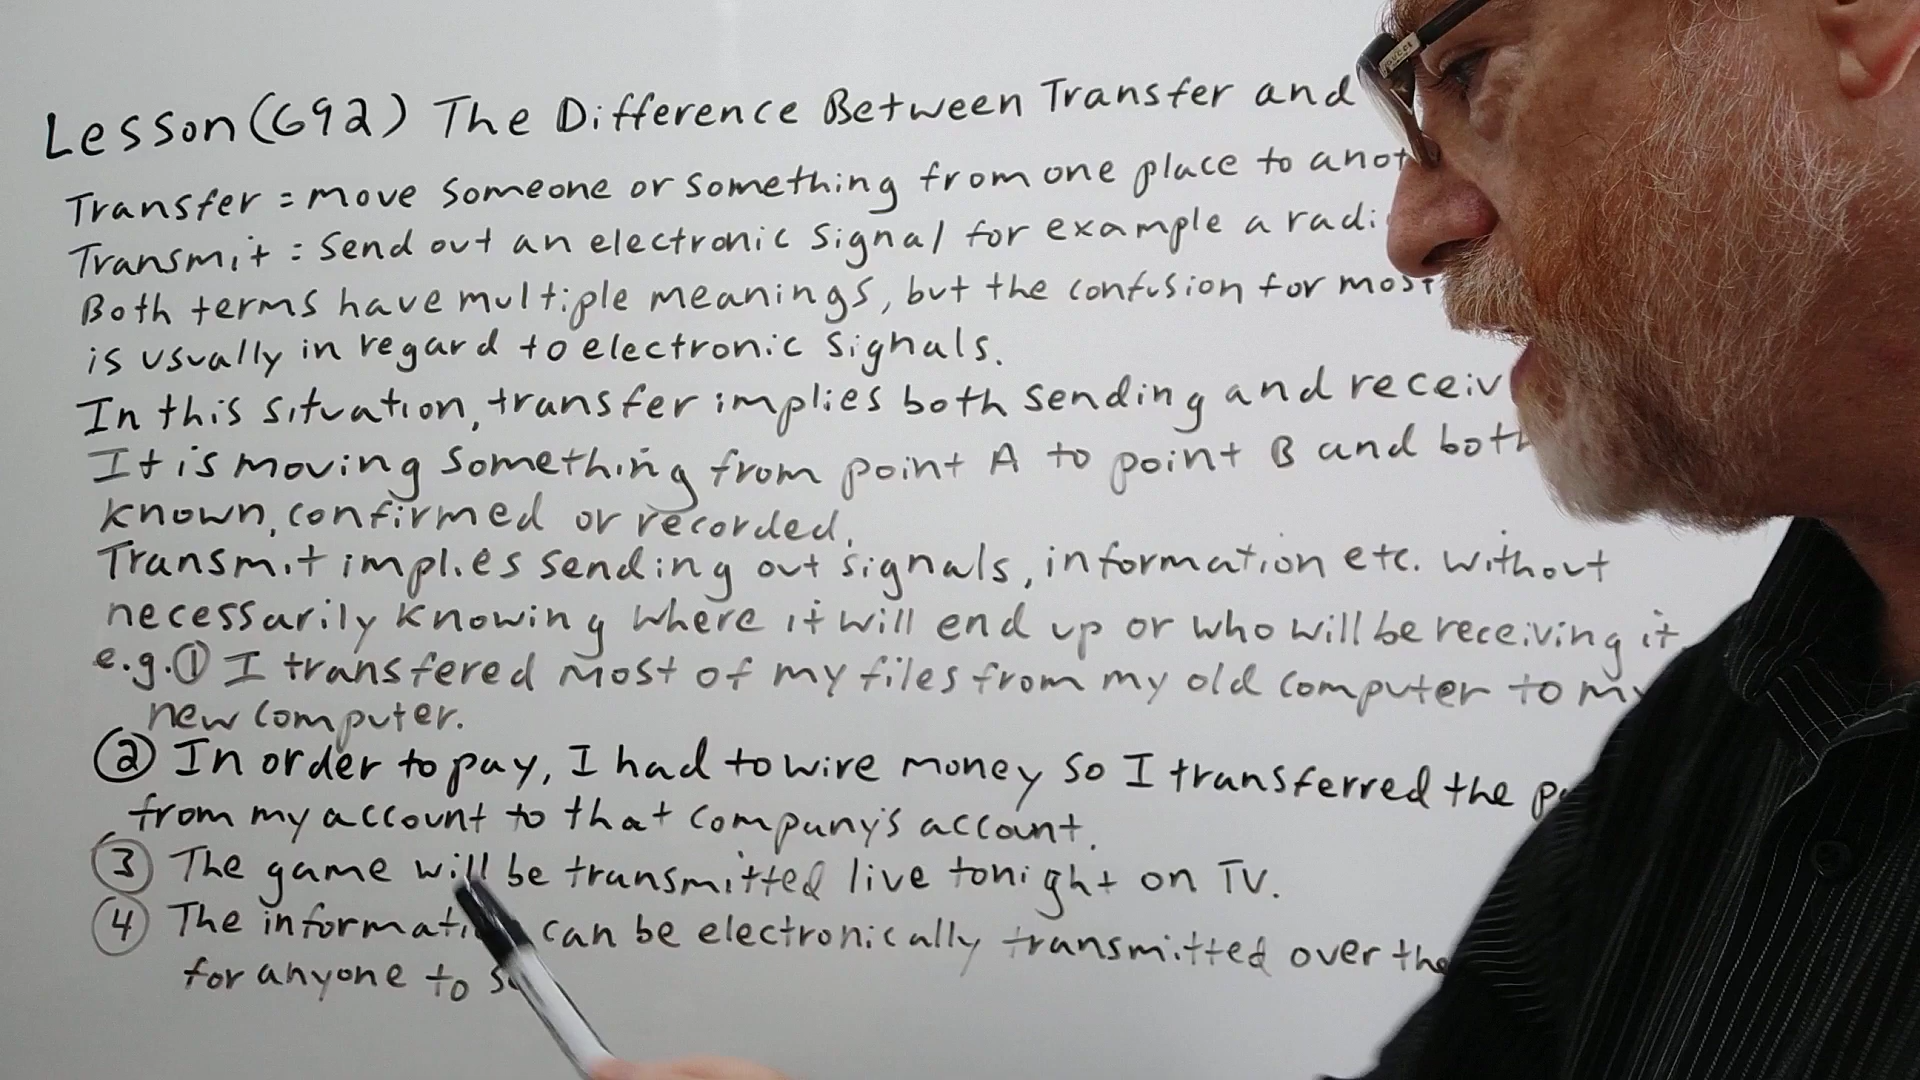 Lesson (692) The Difference Between Transfer and
Transfer = move someone or something from one place to anot
Transmit = send out an electronic signal for example a radi
Both terms have multiple meanings, but the confusion for most
is usually in regard to electronic signals.
In this situation, transfer implies both sending and receiv
It is moving something from point A to point B and both
known, confirmed or recorded.
Transmit implies sending out signals, information etc. without
necessarily knowing where it will end up or who will be receiving it
e.g. ① I transfered most of my files from my old computer to my
new computer.
② In order to pay, I had to wire money so I transferred the
from my account to that company's account.
③ The game will be transmitted live tonight on TV.
④ The informati can be electronically transmitted over the
for anyone to